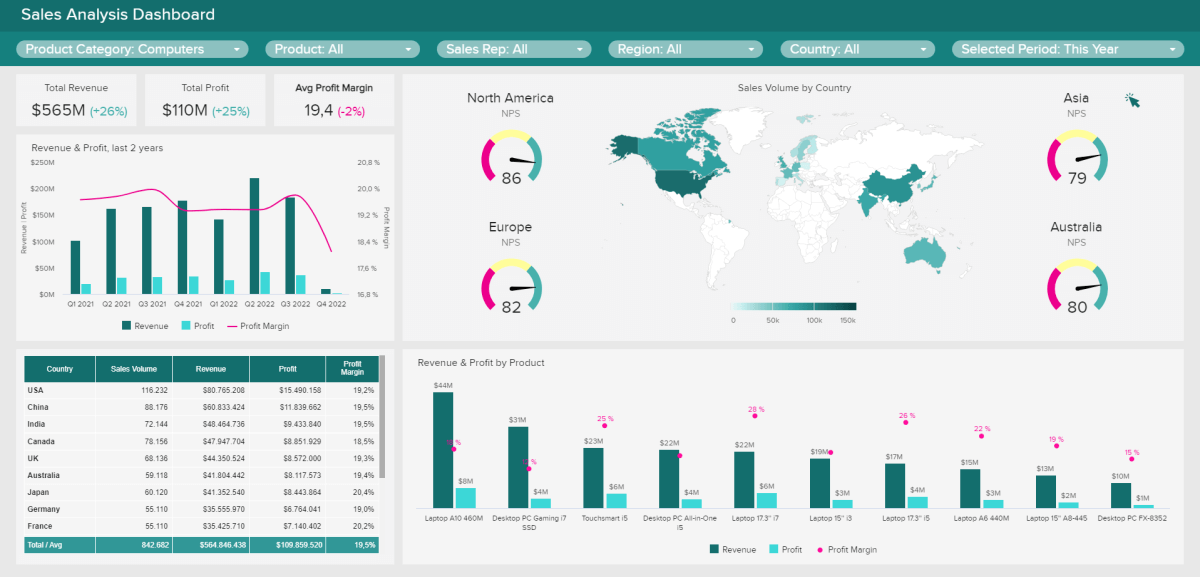 Sales Analysis Dashboard
Product Category: Computers
Product: All
Sales Rep: All
Region: All
Country: All
Selected Period: This Year
Total Revenue
$565M (+26%)
Total Profit
$110M (+25%)
Avg Profit Margin
19,4 (-2%)
Revenue & Profit, last 2 years
$250M
$200M
$150M
$100M
$50M
$0M
Revenue | Profit
20,8 %
20,0 %
19,2 %
18,4 %
17,6 %
16,8 %
Profit Margin
Q1 2021 Q2 2021 Q3 2021 Q4 2021 Q1 2022 Q2 2022 Q3 2022 Q4 2022
Revenue Profit Profit Margin
Sales Volume by Country
North America
NPS
86
Europe
NPS
82
Asia
NPS
79
Australia
NPS
80
0 50k 100k 150k
Country Sales Volume Revenue Profit Profit Margin
USA 116.232 $80.765.208 $15.490.158 19,2%
China 88.176 $60.833.424 $11.839.662 19,5%
India 72.144 $48.464.736 $9.433.840 19,5%
Canada 78.156 $47.947.704 $8.851.929 18,5%
UK 68.136 $44.350.524 $8.572.000 19,3%
Australia 59.118 $41.804.442 $8.117.573 19,4%
Japan 60.120 $41.352.540 $8.443.864 20,4%
Germany 55.110 $35.555.970 $6.764.041 19,0%
France 55.110 $35.425.710 $7.140.402 20,2%
Total / Avg 842.682 $564.846.438 $109.859.520 19,5%
Revenue & Profit by Product
$44M
$8M
$31M
%
$4M
$23M
25 %
$6M
$22M
$4M
$22M
28 %
$6M
$19M
$3M
$17M
26 %
$4M
$15M
22 %
$3M
$13M
19 %
$2M
$10M
15 %
$1M
Laptop A10 460M
Desktop PC Gaming i7
SSD
Touchsmart i5
Desktop PC All-in-One
i5
Laptop 17.3" i7
Laptop 15" i3
Laptop 17.3" i5
Laptop A6 440M
Laptop 15" A8-445
Desktop PC FX-8352
Revenue Profit Profit Margin